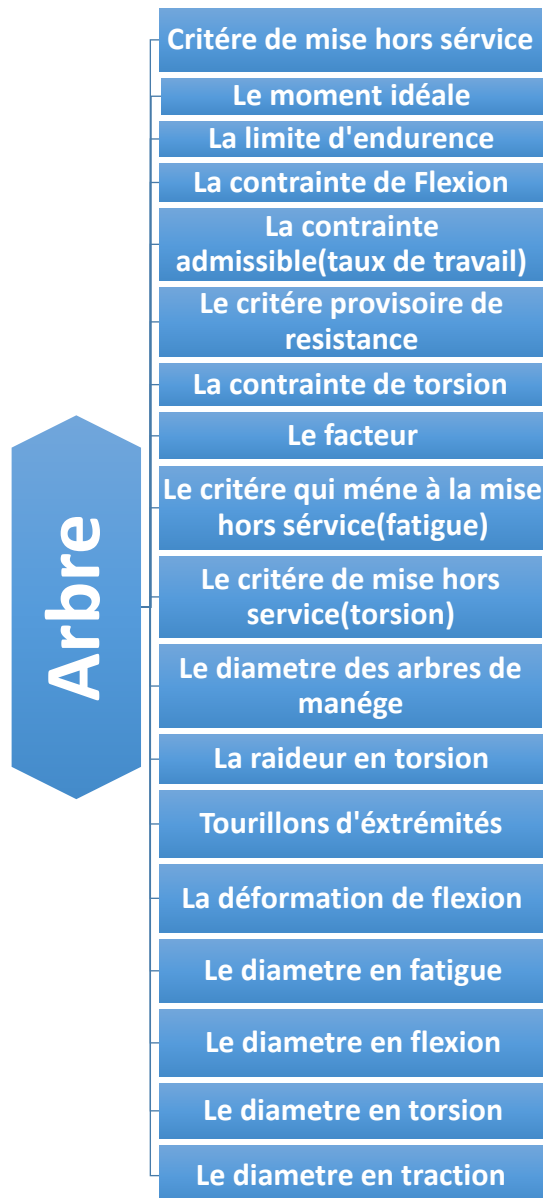 Arbre
Critére de mise hors sérvice
Le moment idéale
La limite d'endurence
La contrainte de Flexion
La contrainte
admissible(taux de travail)
Le critére provisoire de
resistance
La contrainte de torsion
Le facteur
Le critére qui méne à la mise
hors sérvice(fatigue)
Le critére de mise hors
service(torsion)
Le diametre des arbres de
manége
La raideur en torsion
Tourillons d'éxtrémités
La déformation de flexion
Le diametre en fatigue
Le diametre en flexion
Le diametre en torsion
Le diametre en traction